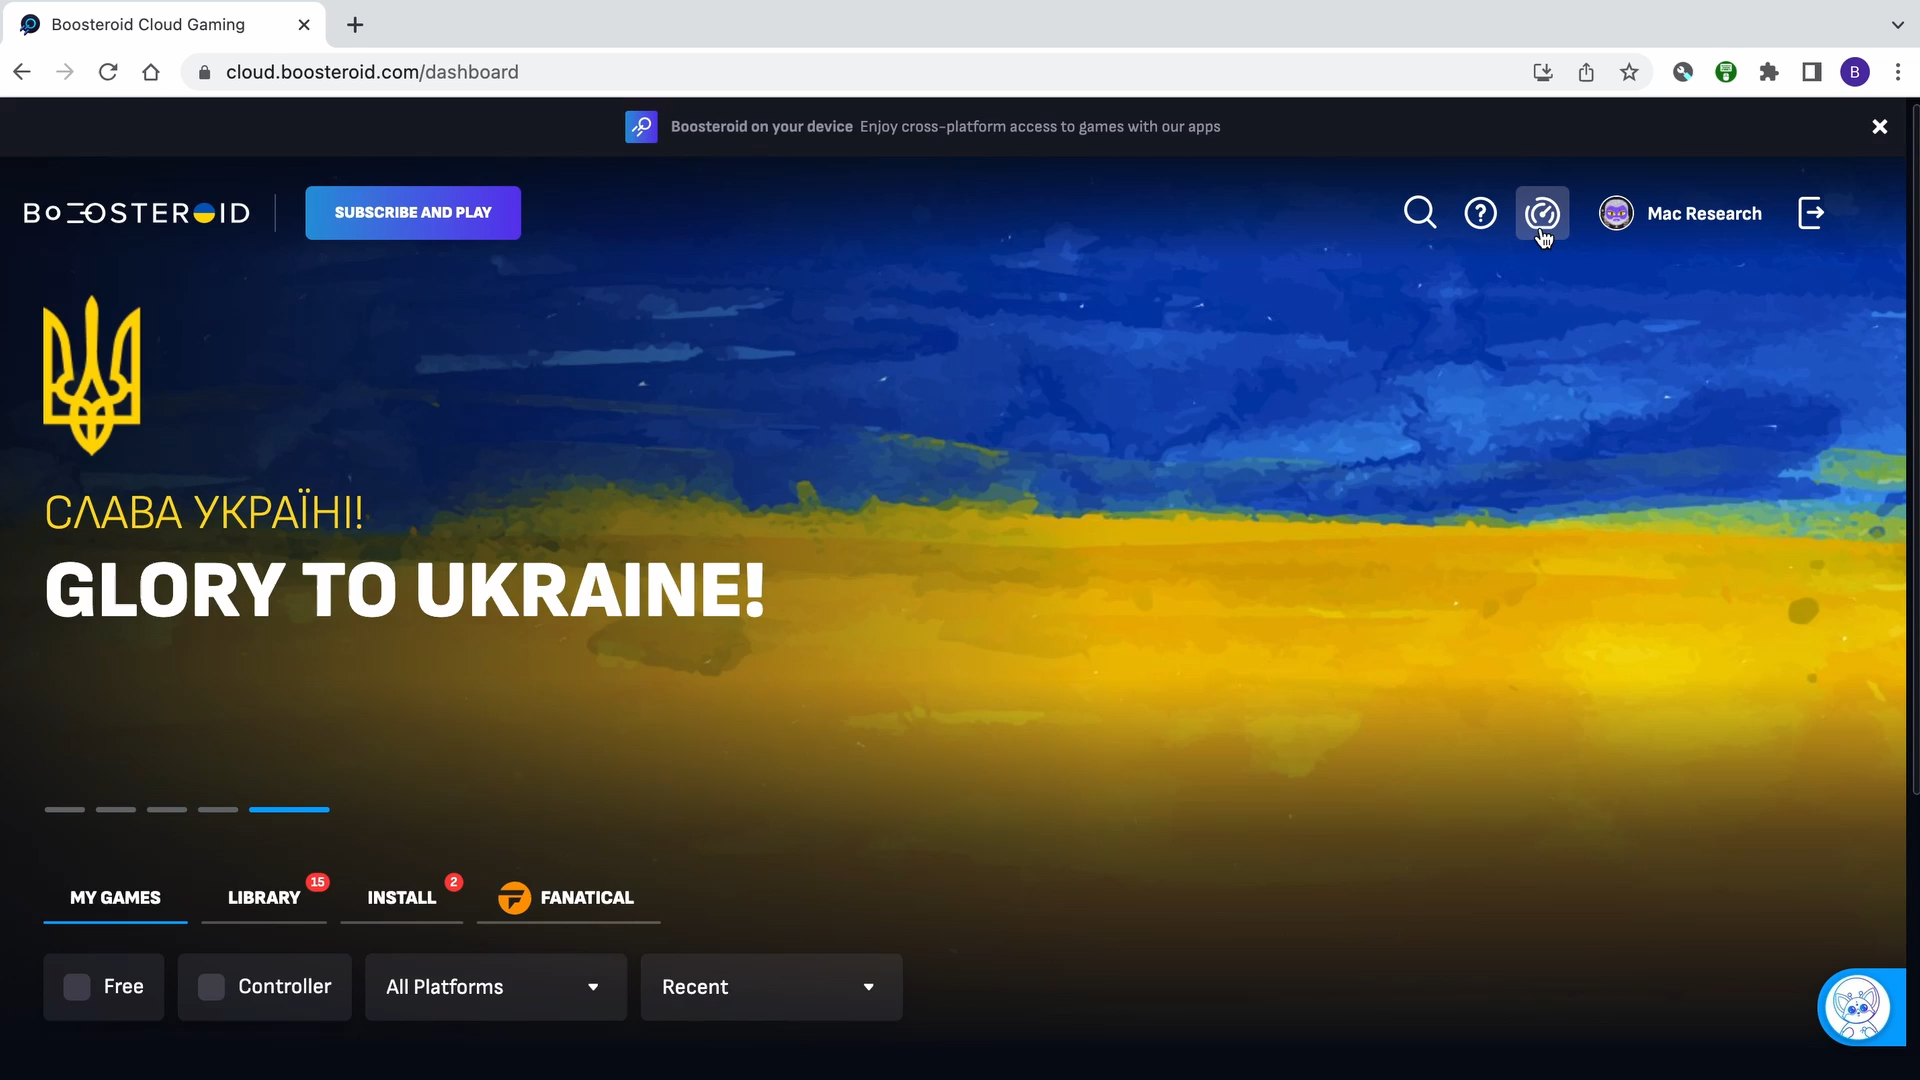 Boosteroid Cloud Gaming
cloud.boosteroid.com/dashboard
B
Boosteroid on your device Enjoy cross-platform access to games with our apps
BOOSTEROID
SUBSCRIBE AND PLAY
?
Mac Research
СЛАВА УКРАЇНІ!
GLORY TO UKRAINE!
MY GAMES
LIBRARY 15
INSTALL 2
FANATICAL
Free
Controller
All Platforms
Recent